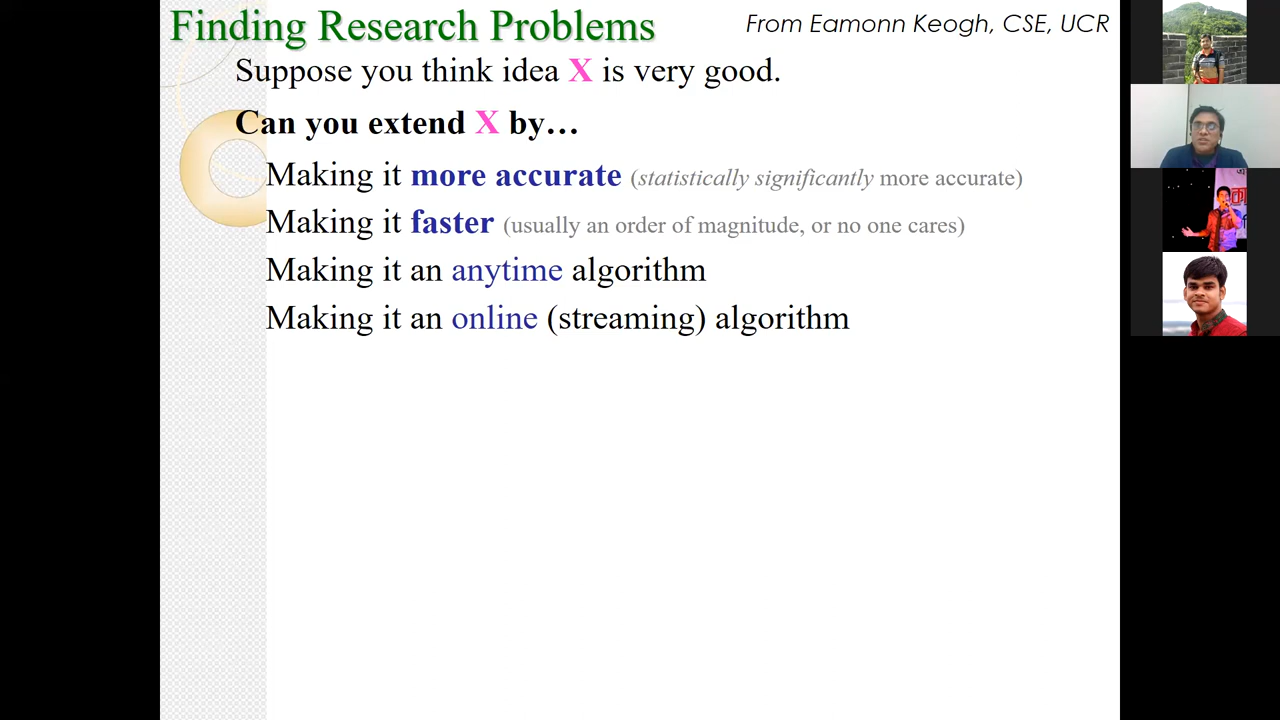 Finding Research Problems
From Eamonn Keogh, CSE, UCR
Suppose you think idea X is very good.
Can you extend X by…
Making it more accurate (statistically significantly more accurate)
Making it faster (usually an order of magnitude, or no one cares)
Making it an anytime algorithm
Making it an online (streaming) algorithm